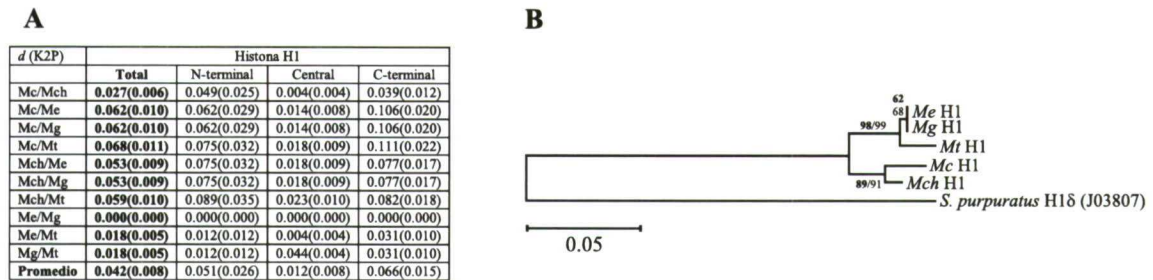 A
d (K2P) Histona H1
Total N-terminal Central C-terminal
Mc/Mch 0.027(0.006) 0.049(0.025) 0.004(0.004) 0.039(0.012)
Mc/Me 0.062(0.010) 0.062(0.029) 0.014(0.008) 0.106(0.020)
Mc/Mg 0.062(0.010) 0.062(0.029) 0.014(0.008) 0.106(0.020)
Mc/Mt 0.068(0.011) 0.075(0.032) 0.018(0.009) 0.111(0.022)
Mch/Me 0.053(0.009) 0.075(0.032) 0.018(0.009) 0.077(0.017)
Mch/Mg 0.053(0.009) 0.075(0.032) 0.018(0.009) 0.077(0.017)
Mch/Mt 0.059(0.010) 0.089(0.035) 0.023(0.010) 0.082(0.018)
Me/Mg 0.000(0.000) 0.000(0.000) 0.000(0.000) 0.000(0.000)
Me/Mt 0.018(0.005) 0.012(0.012) 0.004(0.004) 0.031(0.010)
Mg/Mt 0.018(0.005) 0.012(0.012) 0.044(0.004) 0.031(0.010)
Promedio 0.042(0.008) 0.051(0.026) 0.012(0.008) 0.066(0.015)
B
62
68 Me H1
Mg H1
98/99
Mt H1
Mc H1
89/91 Mch H1
S. purpuratus H1δ (J03807)
0.05